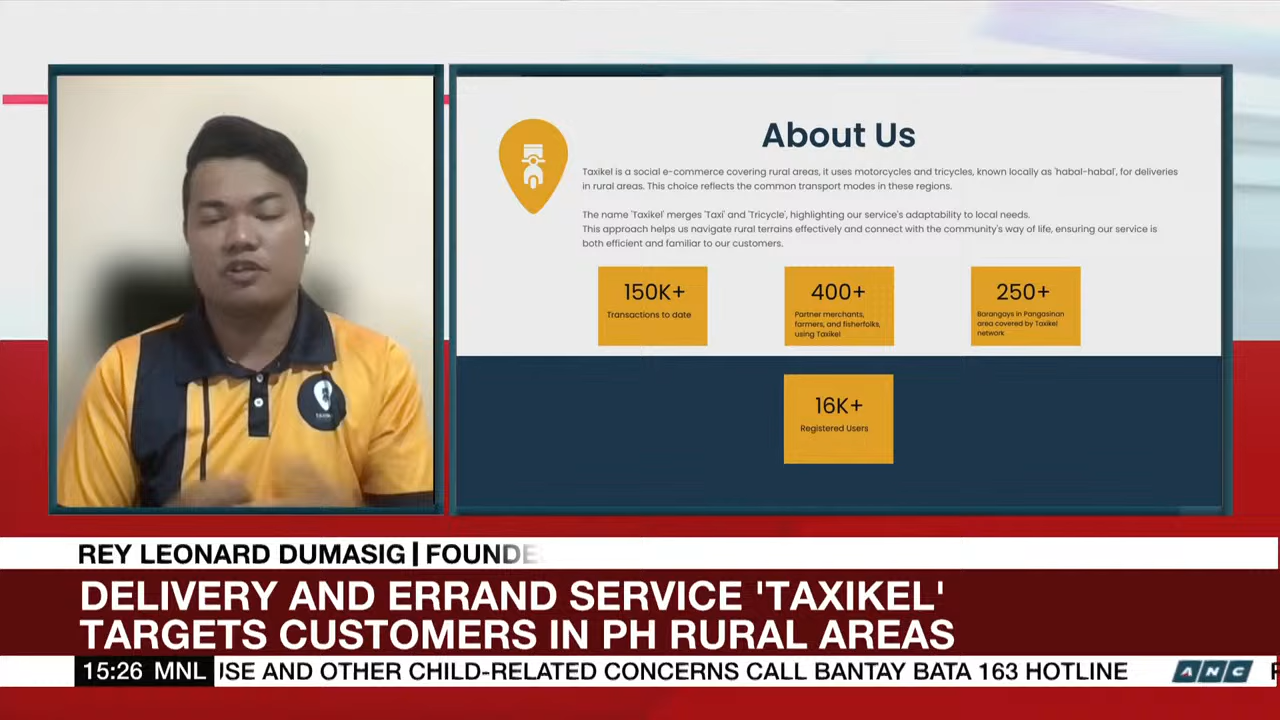 About Us
Taxikel is a social e-commerce covering rural areas, it uses motorcycles and tricycles, known locally as 'habal-habal', for deliveries
in rural areas. This choice reflects the common transport modes in these regions.
The name 'Taxikel' merges 'Taxi' and 'Tricycle', highlighting our service's adaptability to local needs.
This approach helps us navigate rural terrains effectively and connect with the community's way of life, ensuring our service is
both efficient and familiar to our customers.
150K+
Transactions to date
400+
Partner merchants,
farmers, and fisherfolks,
using Taxikel
250+
Barangays in Pangasinan
area covered by Taxikel
network
16K+
Registered Users
REY LEONARD DUMASIG | FOUNDE
DELIVERY AND ERRAND SERVICE 'TAXIKEL'
TARGETS CUSTOMERS IN PH RURAL AREAS
15:26 MNL USE AND OTHER CHILD-RELATED CONCERNS CALL BANTAY BATA 163 HOTLINE ANC